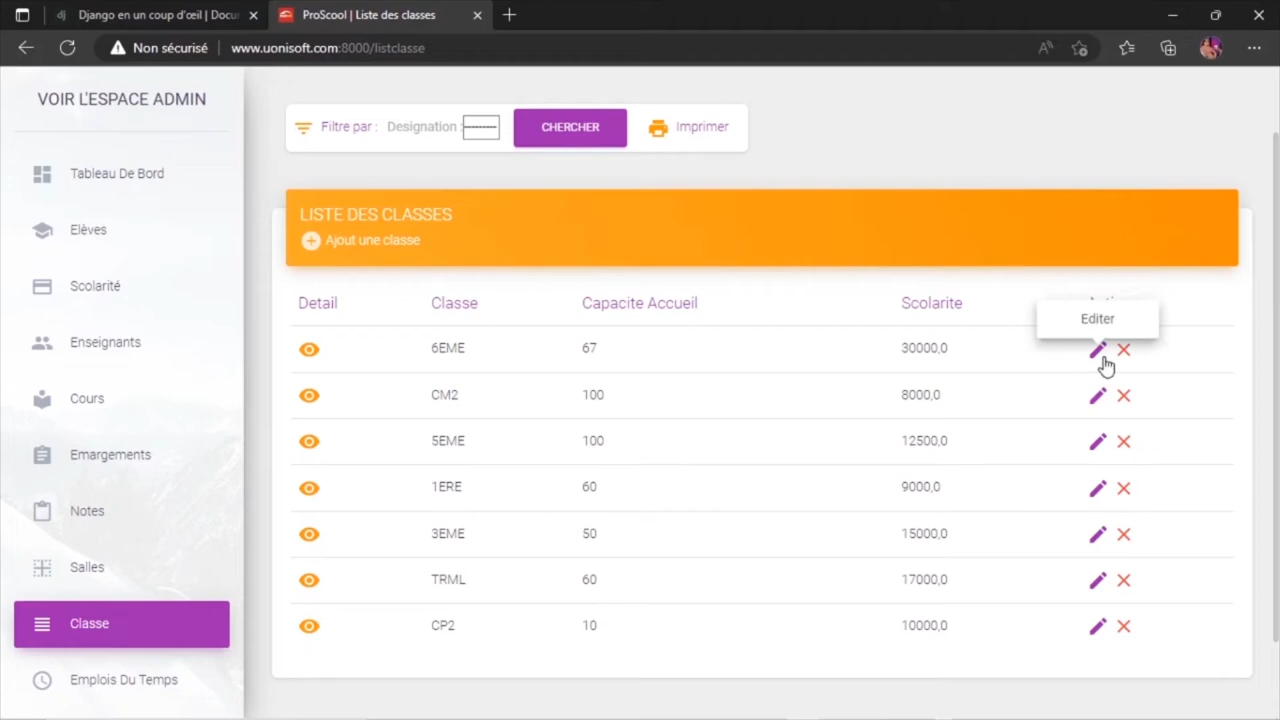 dj Django en un coup d'œil | Docu
ProScool | Liste des classes
Non sécurisé www.uonisoft.com:8000/listclasse
VOIR L'ESPACE ADMIN
Tableau De Bord
Elèves
Scolarité
Enseignants
Cours
Emargements
Notes
Salles
Classe
Emplois Du Temps
Filtre par : Designation : --------- CHERCHER Imprimer
LISTE DES CLASSES
Ajout une classe
Detail Classe Capacite Accueil Scolarite
Editer
6EME 67 30000,0
CM2 100 8000,0
5EME 100 12500,0
1ERE 60 9000,0
3EME 50 15000,0
TRML 60 17000,0
CP2 10 10000,0